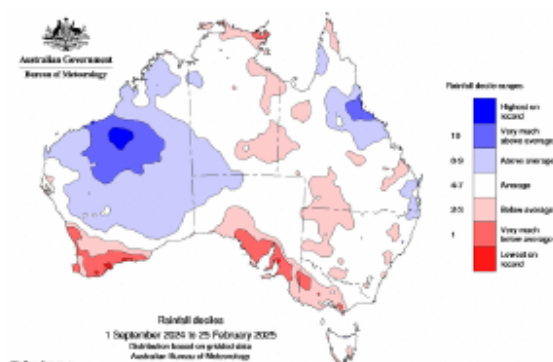 Australian Government
Bureau of Meteorology
Rainfall decile ranges
Highest on
record
10
Very much
above average
8-9
Above average
4-7
Average
2-3
Below average
1
Very much
below average
Lowest on
record
Rainfall deciles
1 September 2024 to 25 February 2025
Distribution based on gridded data
Australian Bureau of Meteorology